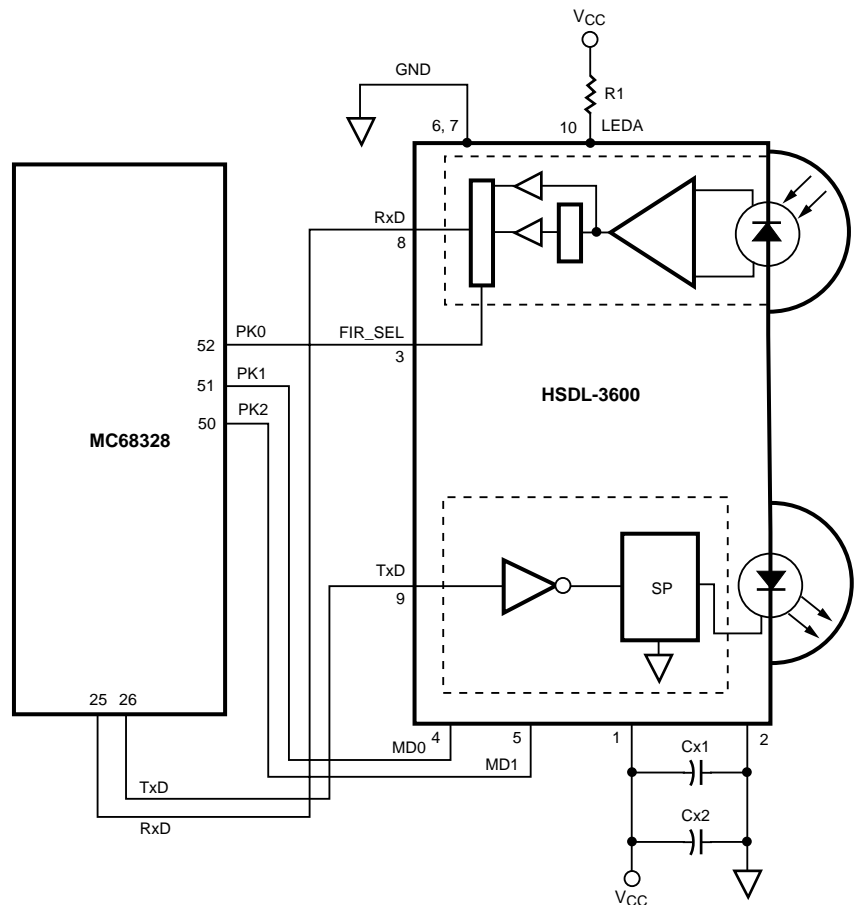 VCC
GND
R1
6, 7
10
LEDA
RxD
8
52
PK0
FIR_SEL
3
51
PK1
HSDL-3600
50
PK2
MC68328
TxD
9
SP
25
26
4
MD0
5
MD1
1
2
Cx1
TxD
RxD
Cx2
VCC